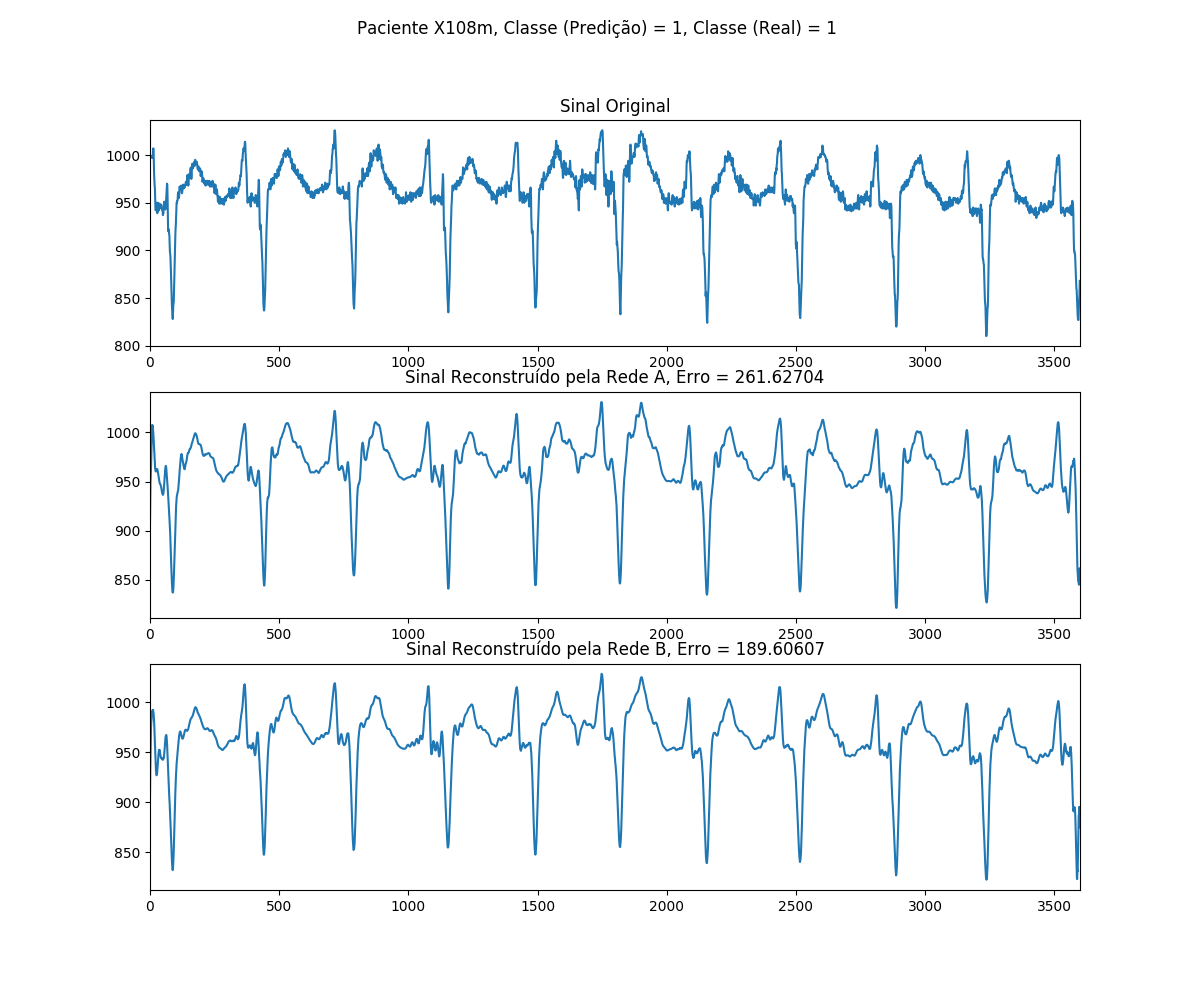 Paciente X108m, Classe (Predição) = 1, Classe (Real) = 1
Sinal Original
1000
950
900
850
800
0 500 1000 1500 2000 2500 3000 3500
Sinal Reconstruído pela Rede A, Erro = 261.62704
1000
950
900
850
0 500 1000 1500 2000 2500 3000 3500
Sinal Reconstruído pela Rede B, Erro = 189.60607
1000
950
900
850
0 500 1000 1500 2000 2500 3000 3500